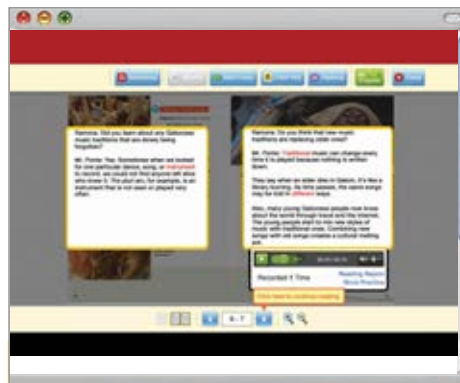 Ramona: Did you learn about any Gabonese
music traditions that are slowly being
forgotten?
Mr. Fonte: Yes. Sometimes when we looked
for one particular dance, song, or instrument
to record, we could not find anyone left alive
who knew it. The
for example, is an
instrument that is not seen or played very
often.
Ramona: Do you think that new music
traditions are replacing older ones?
Mr. Fonte: Traditional music can change every
time it is played because nothing is written
down.
They say when an elder dies in Gabon, it's like a
library burning. As time passes, the same songs
may be told in different ways.
Also, many young Gabonese people now know
about the world through travel and the Internet.
The young people start to mix new styles of
music with traditional ones. Combining new
songs with old songs creates a cultural melting
pot.
Recorded 1 Time
Reading Report
Word Practice
Click here to continue reading
6 - 7